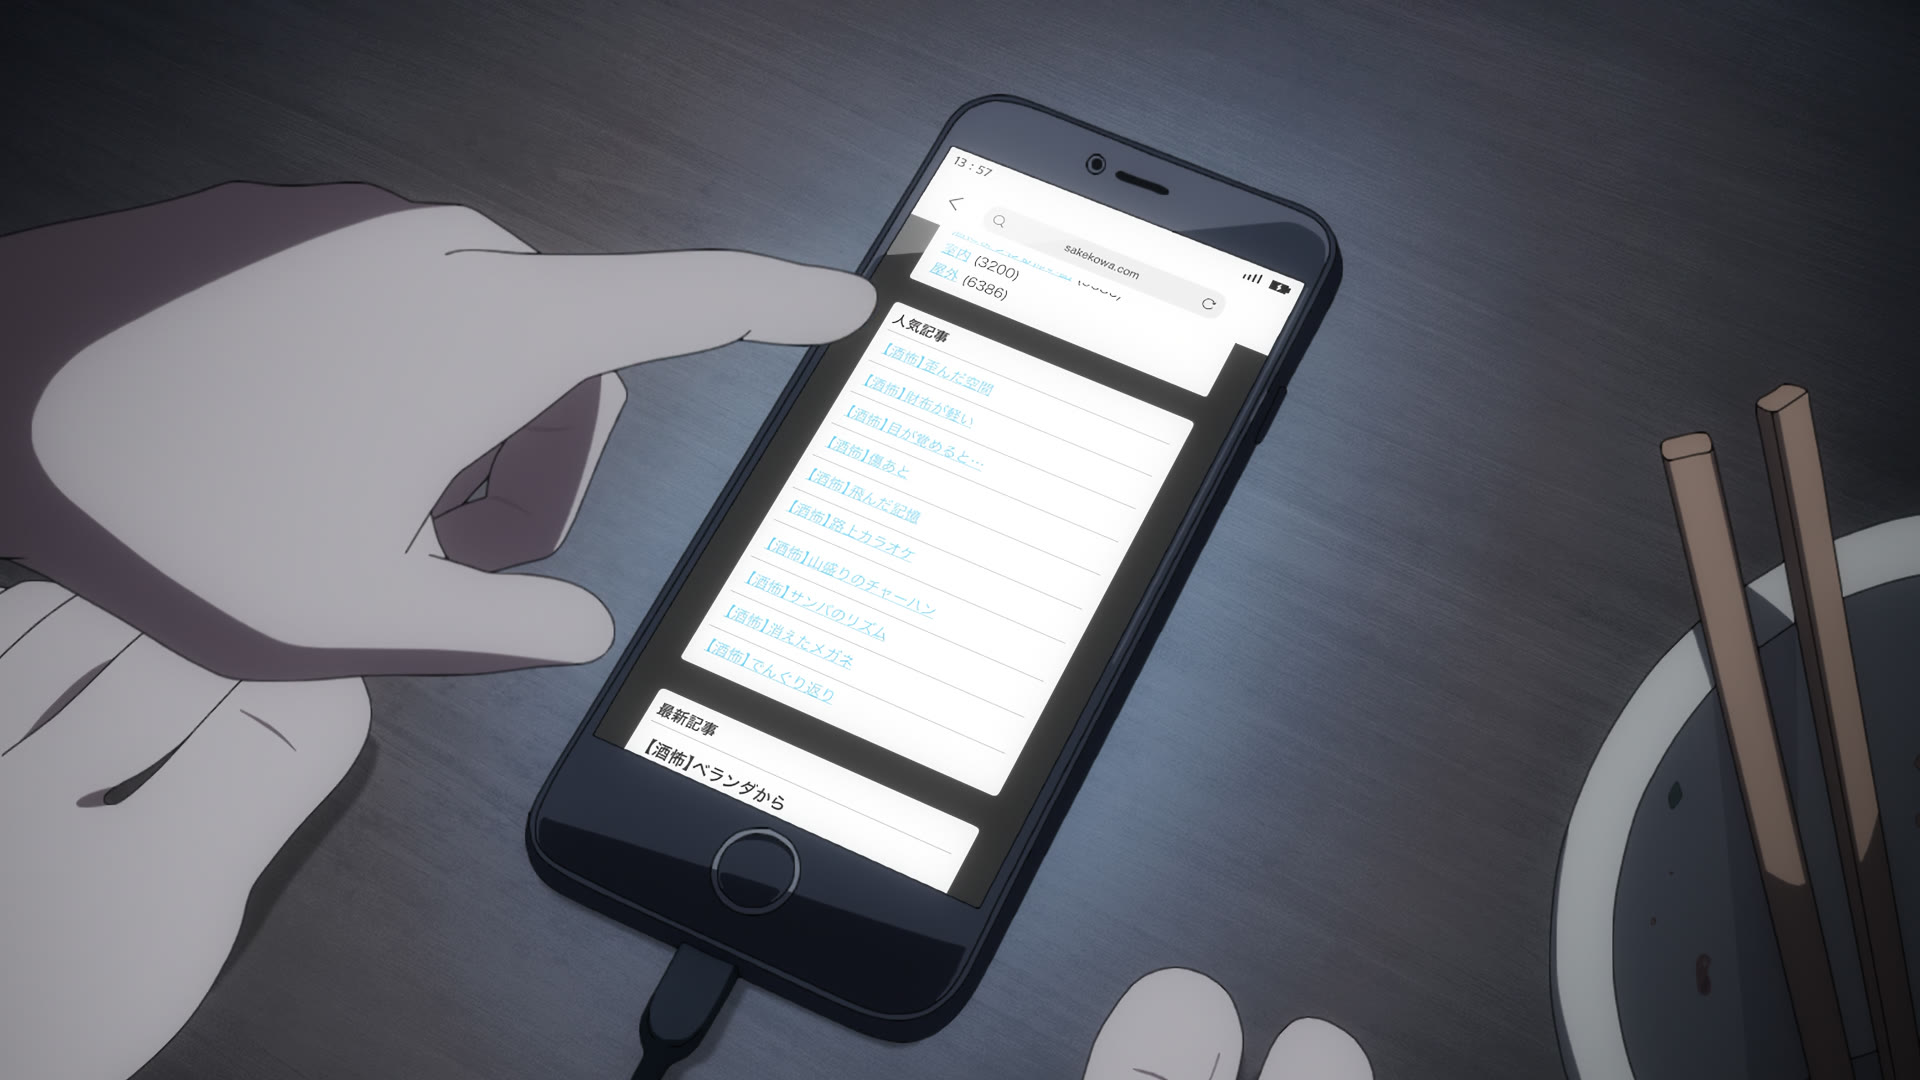 13:57
sakekowa.com
室内 (3200)
屋外 (6386)
人気記事
【酒怖】歪んだ空間
【酒怖】財布が軽い
【酒怖】目が覚めると…
【酒怖】傷あと
【酒怖】飛んだ記憶
【酒怖】路上カラオケ
【酒怖】山盛りのチャーハン
【酒怖】サンバのリズム
【酒怖】消えたメガネ
【酒怖】でんぐり返り
最新記事
【酒怖】ベランダから